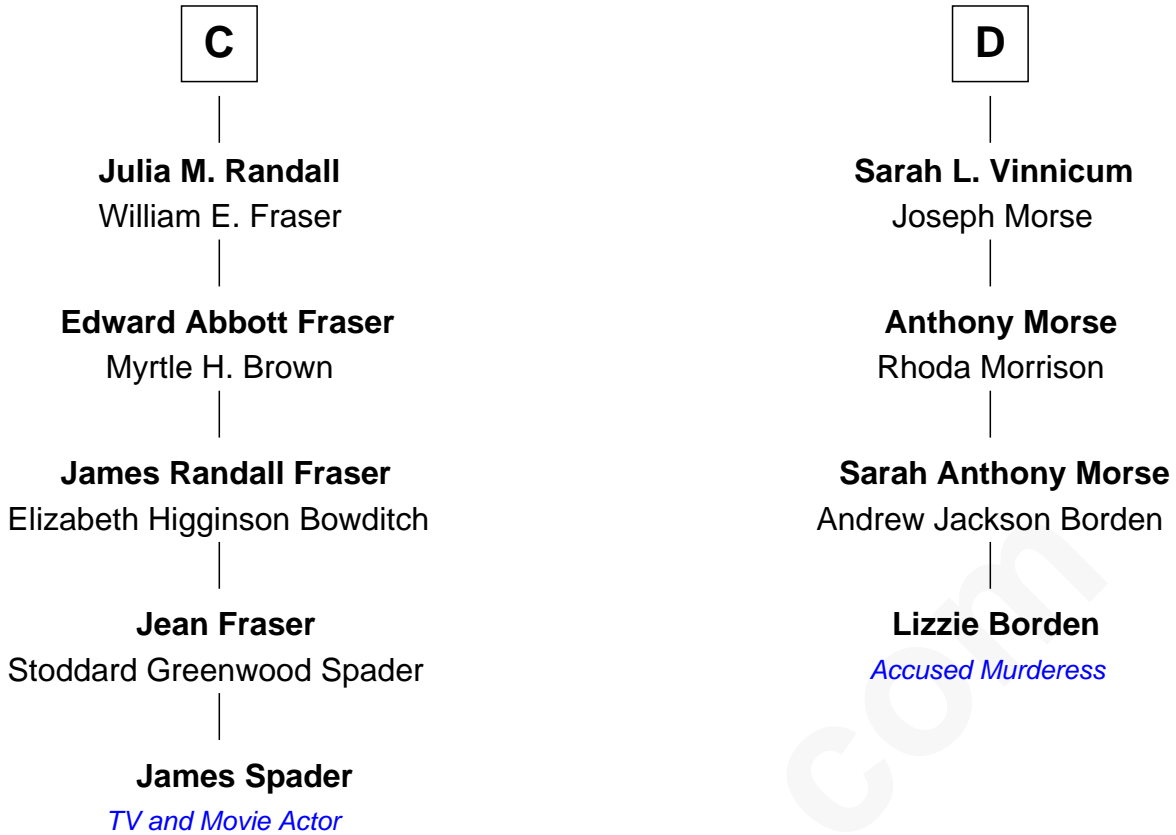 C
Julia M. Randall
William E. Fraser
Edward Abbott Fraser
Myrtle H. Brown
James Randall Fraser
Elizabeth Higginson Bowditch
Jean Fraser
Stoddard Greenwood Spader
James Spader
TV and Movie Actor
D
Sarah L. Vinnicum
Joseph Morse
Anthony Morse
Rhoda Morrison
Sarah Anthony Morse
Andrew Jackson Borden
Lizzie Borden
Accused Murderess
com